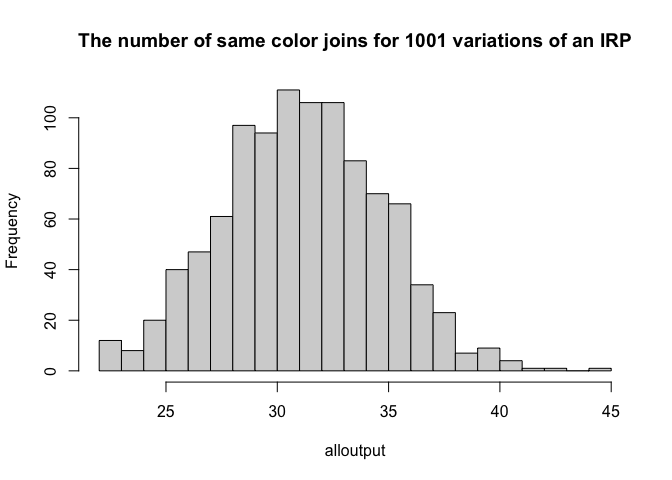 The number of same color joins for 1001 variations of an IRP
Frequency
100
80
60
40
20
0
25 30 35 40 45
alloutput